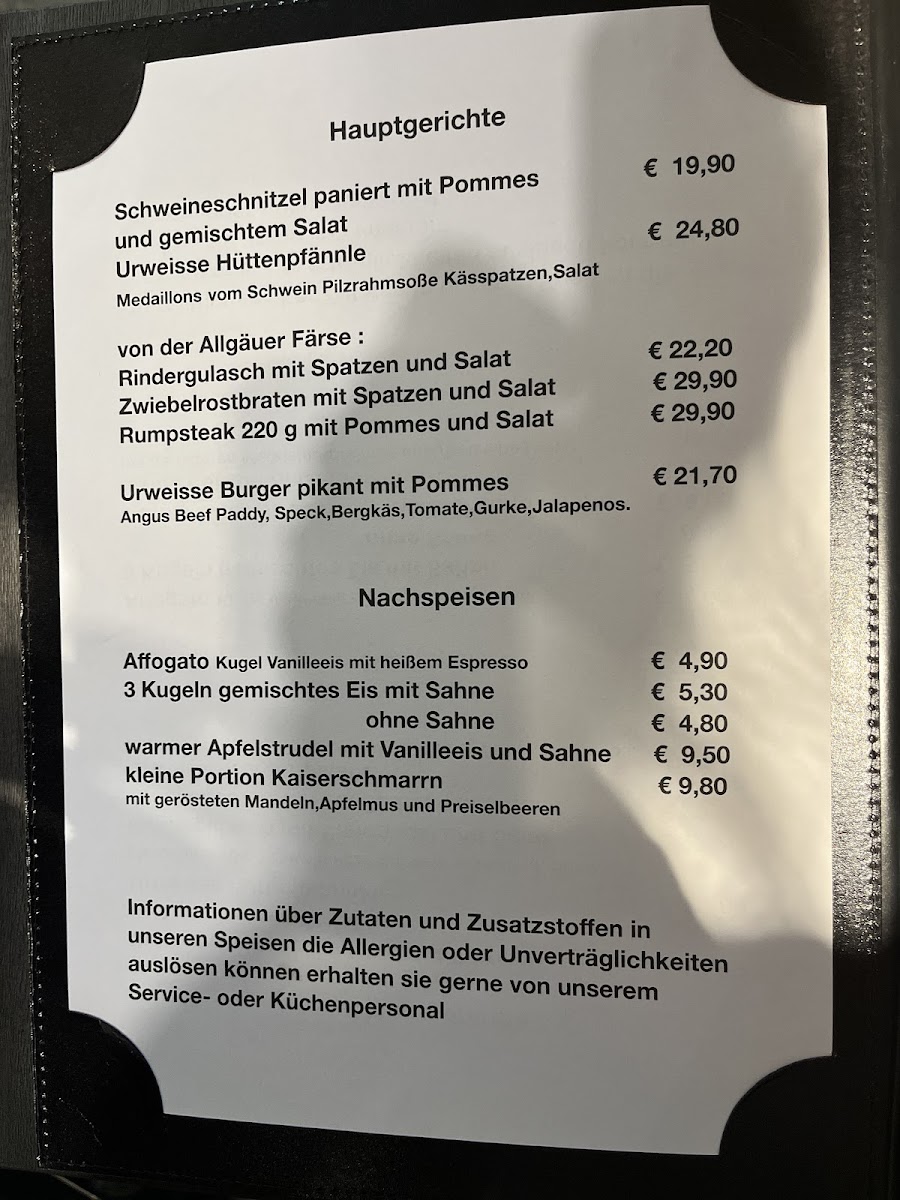 Hauptgerichte
Schweineschnitzel paniert mit Pommes € 19,90
und gemischtem Salat
Urweisse Hüttenpfännle € 24,80
Medaillons vom Schwein Pilzrahmsoße Kässpatzen,Salat
von der Allgäuer Färse :
Rindergulasch mit Spatzen und Salat € 22,20
Zwiebelrostbraten mit Spatzen und Salat € 29,90
Rumpsteak 220 g mit Pommes und Salat € 29,90
Urweisse Burger pikant mit Pommes € 21,70
Angus Beef Paddy, Speck,Bergkäs,Tomate,Gurke,Jalapenos.
Nachspeisen
Affogato Kugel Vanilleeis mit heißem Espresso € 4,90
3 Kugeln gemischtes Eis mit Sahne € 5,30
ohne Sahne € 4,80
warmer Apfelstrudel mit Vanilleeis und Sahne € 9,50
kleine Portion Kaiserschmarrn € 9,80
mit gerösteten Mandeln,Apfelmus und Preiselbeeren
Informationen über Zutaten und Zusatzstoffen in
unseren Speisen die Allergien oder Unverträglichkeiten
auslösen können erhalten sie gerne von unserem
Service- oder Küchenpersonal